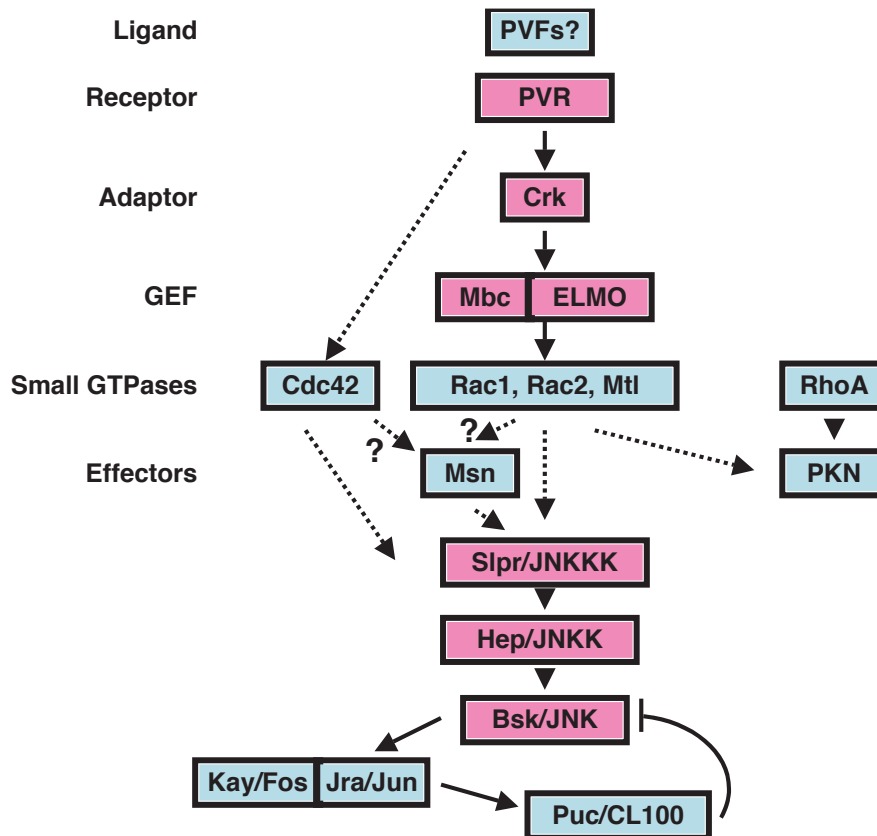 Ligand PVFs?
Receptor PVR
Adaptor Crk
GEF Mbc ELMO
Small GTPases Cdc42 Rac1, Rac2, Mtl RhoA
? ?
Effectors Msn PKN
Slpr/JNKKK
Hep/JNKK
Bsk/JNK
Kay/Fos Jra/Jun
Puc/CL100